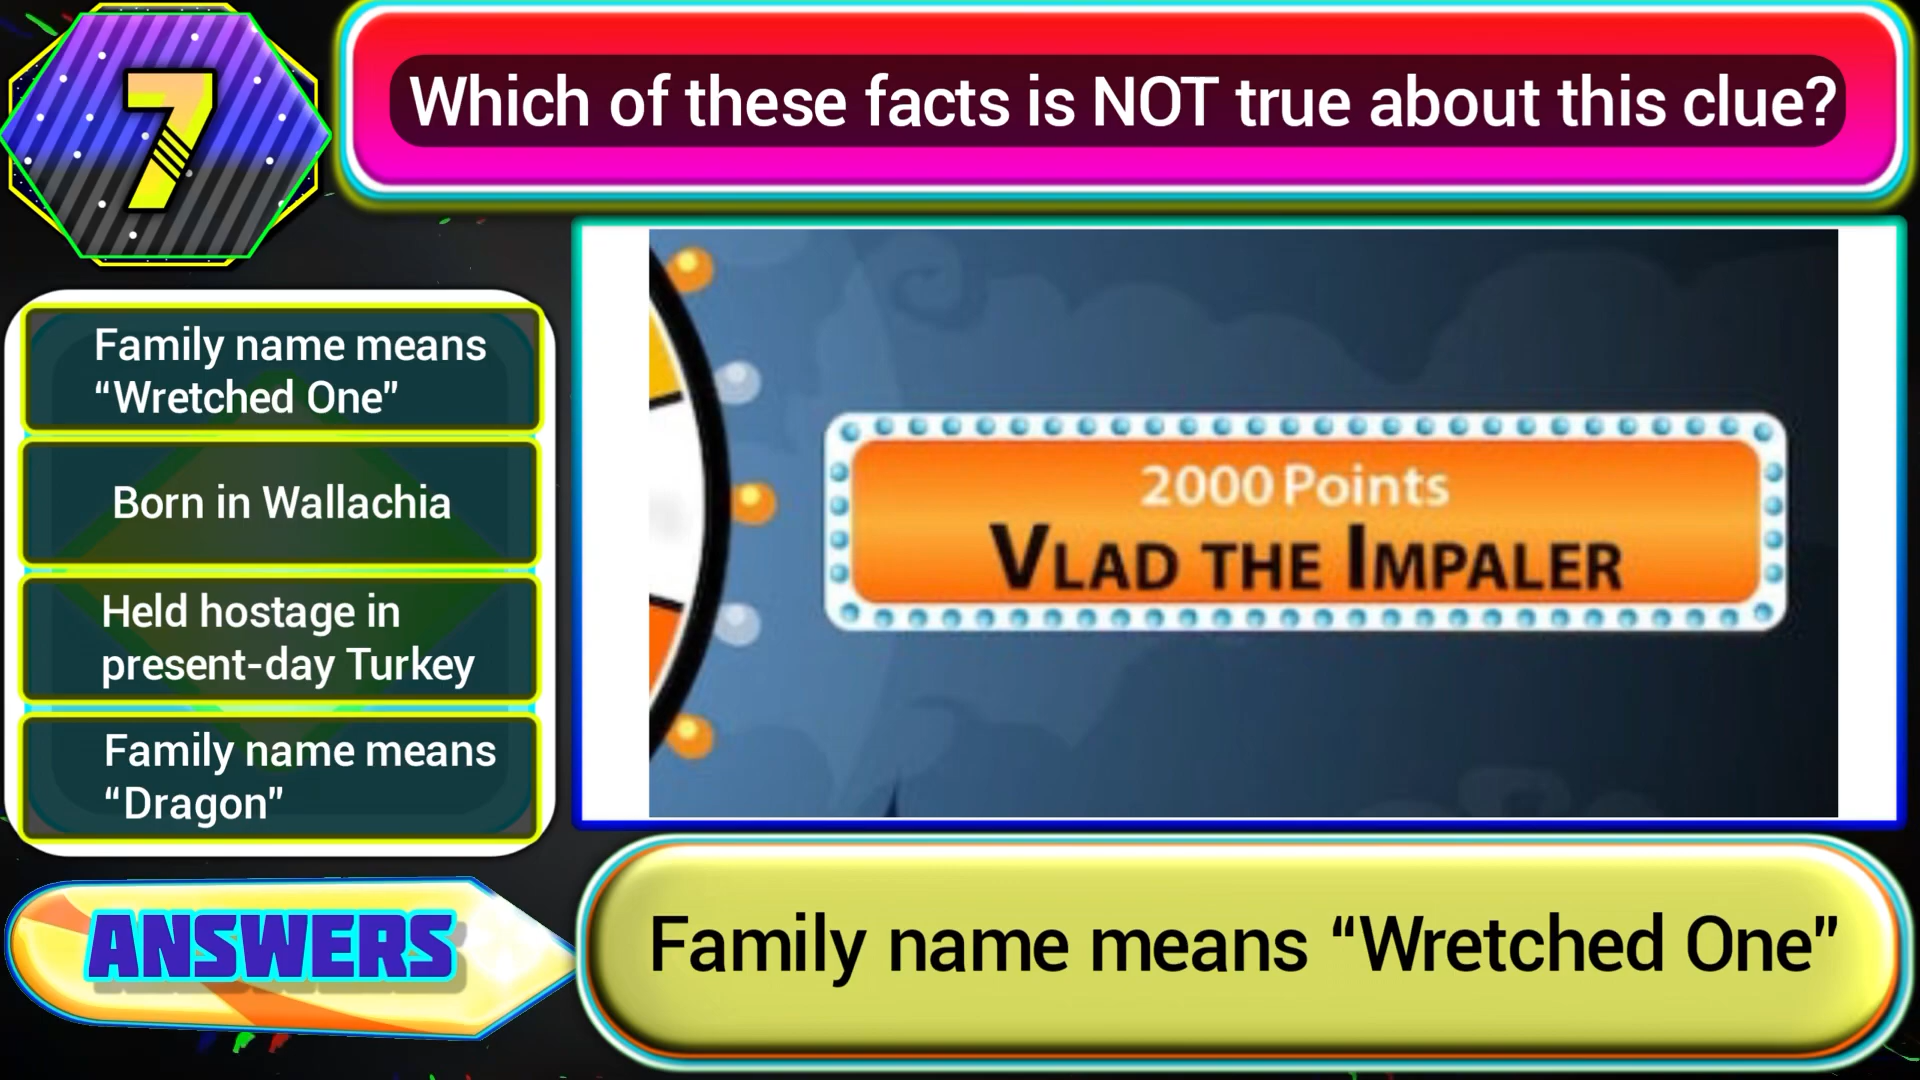 7
Which of these facts is NOT true about this clue?
Family name means
“Wretched One”
Born in Wallachia
Held hostage in
present-day Turkey
Family name means
“Dragon”
2000 Points
VLAD THE IMPALER
ANSWERS
Family name means “Wretched One”